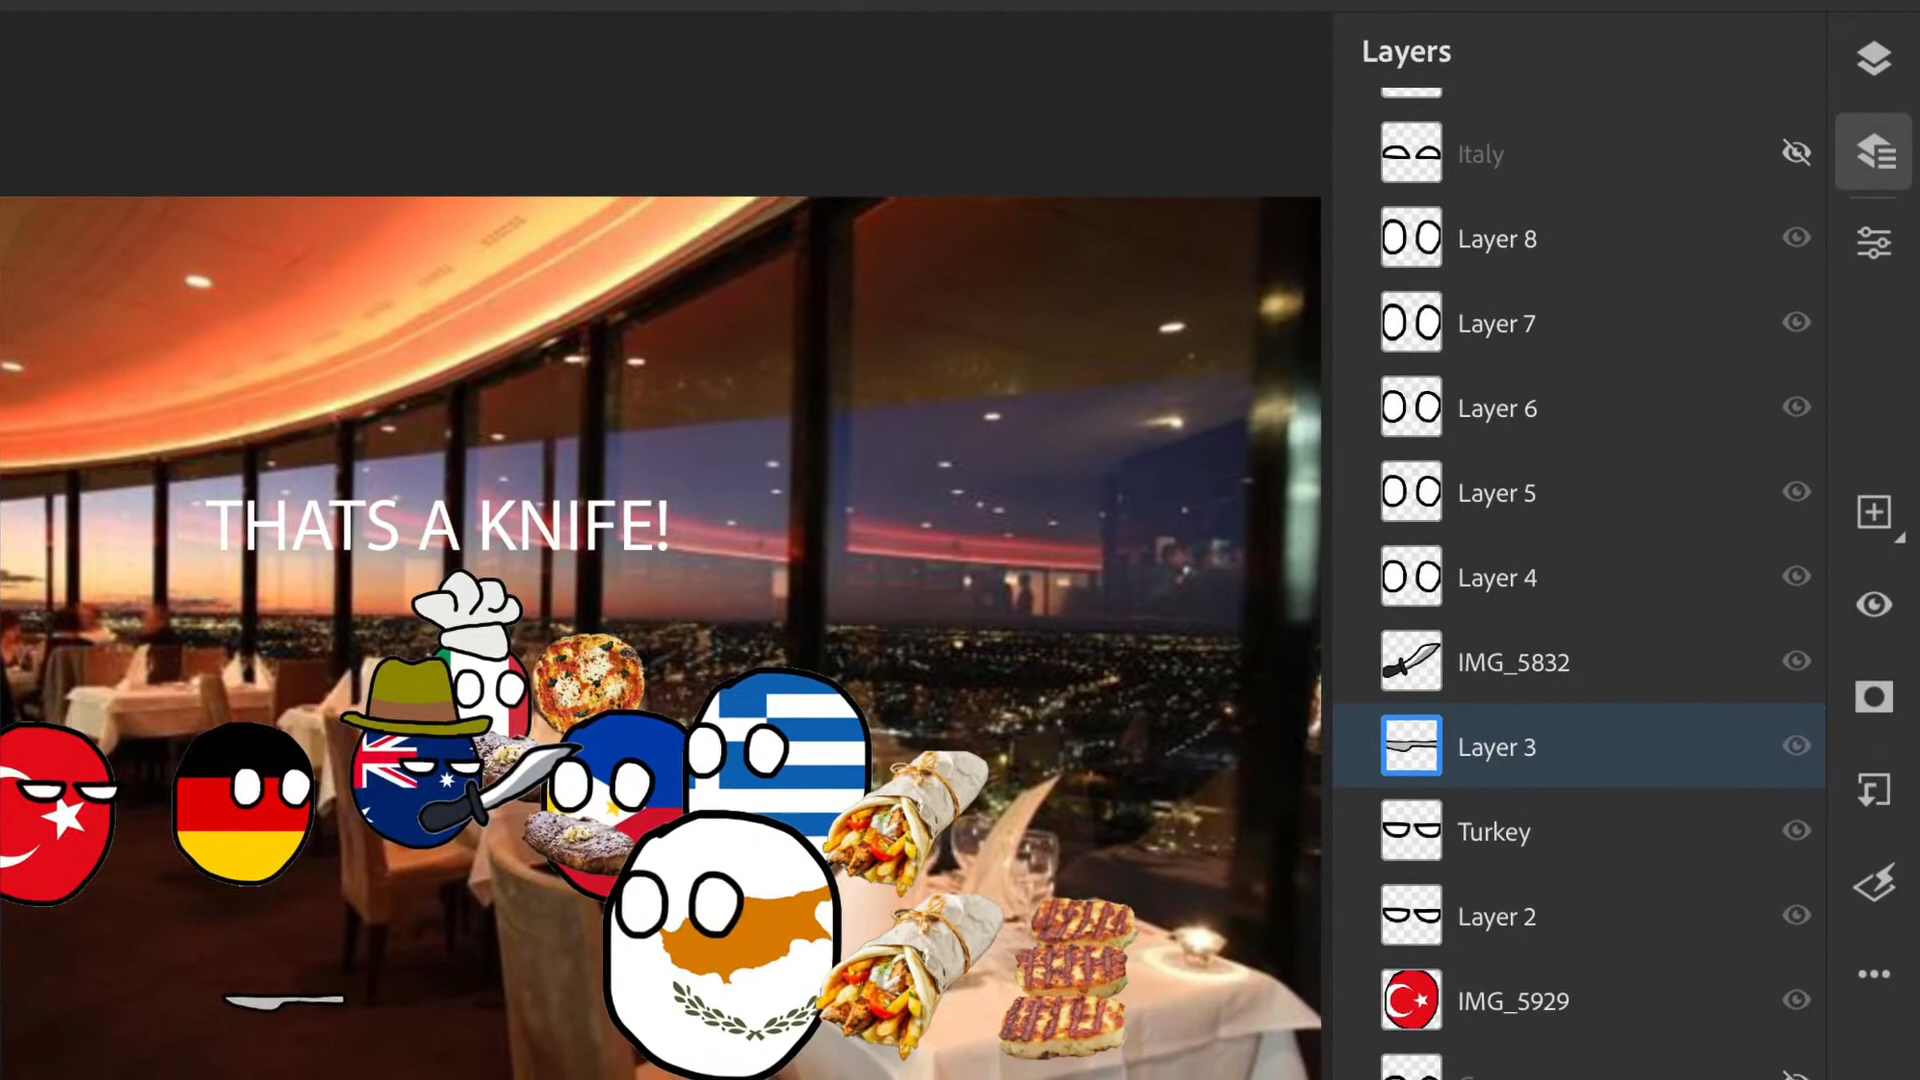 Layers
Italy
Layer 8
Layer 7
Layer 6
Layer 5
Layer 4
THATS A KNIFE!
IMG_5832
Layer 3
Turkey
Layer 2
IMG_5929